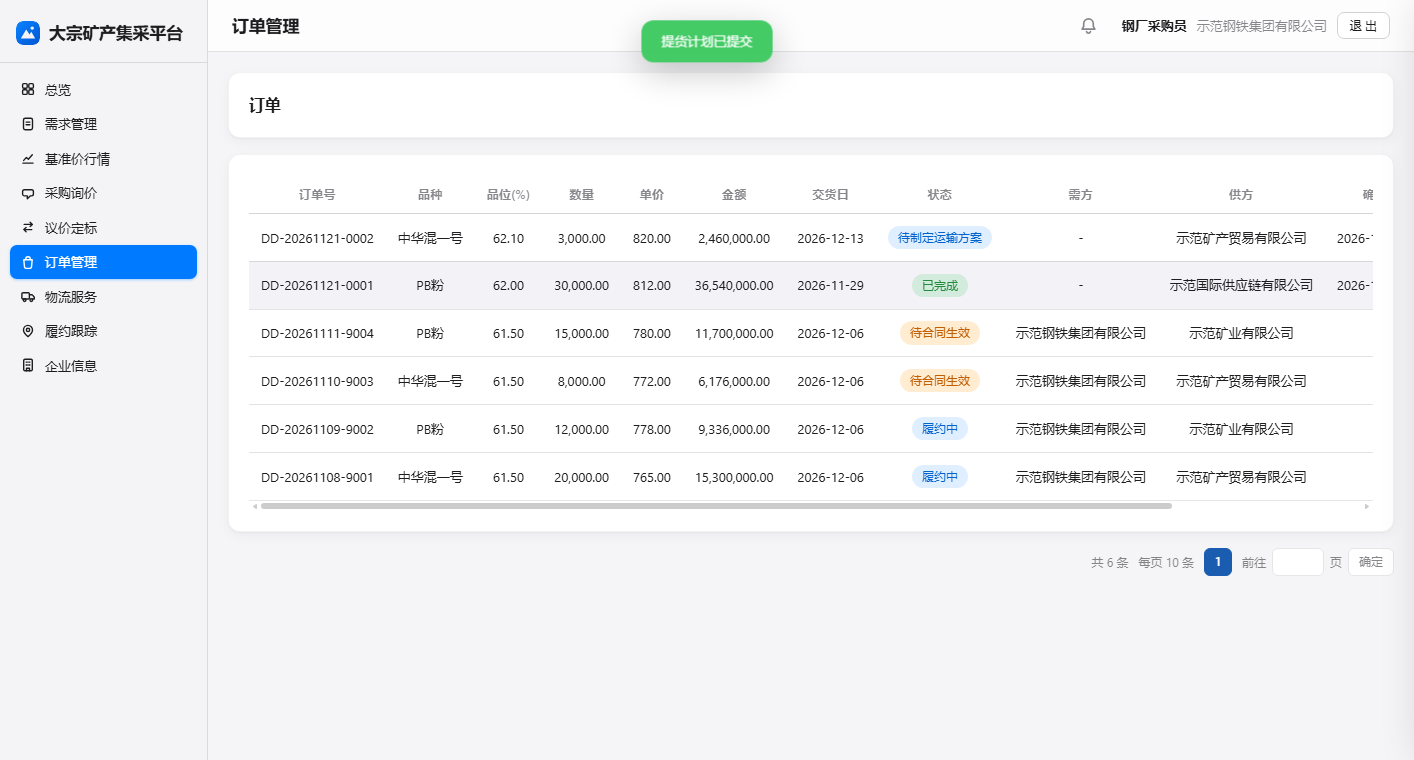 大宗矿产集采平台
总览
需求管理
基准价行情
采购询价
议价定标
订单管理
物流服务
履约跟踪
企业信息
订单管理
提货计划已提交
钢厂采购员 示范钢铁集团有限公司 退 出
订单
订单号 品种 品位(%) 数量 单价 金额 交货日 状态 需方 供方 确
DD-20261121-0002 中华混一号 62.10 3,000.00 820.00 2,460,000.00 2026-12-13 待制定运输方案 - 示范矿产贸易有限公司 2026-1
DD-20261121-0001 PB粉 62.00 30,000.00 812.00 36,540,000.00 2026-11-29 已完成 - 示范国际供应链有限公司 2026-1
DD-20261111-9004 PB粉 61.50 15,000.00 780.00 11,700,000.00 2026-12-06 待合同生效 示范钢铁集团有限公司 示范矿业有限公司
DD-20261110-9003 中华混一号 61.50 8,000.00 772.00 6,176,000.00 2026-12-06 待合同生效 示范钢铁集团有限公司 示范矿产贸易有限公司
DD-20261109-9002 PB粉 61.50 12,000.00 778.00 9,336,000.00 2026-12-06 履约中 示范钢铁集团有限公司 示范矿业有限公司
DD-20261108-9001 中华混一号 61.50 20,000.00 765.00 15,300,000.00 2026-12-06 履约中 示范钢铁集团有限公司 示范矿产贸易有限公司
共 6 条 每页 10 条 1 前往 页 确定